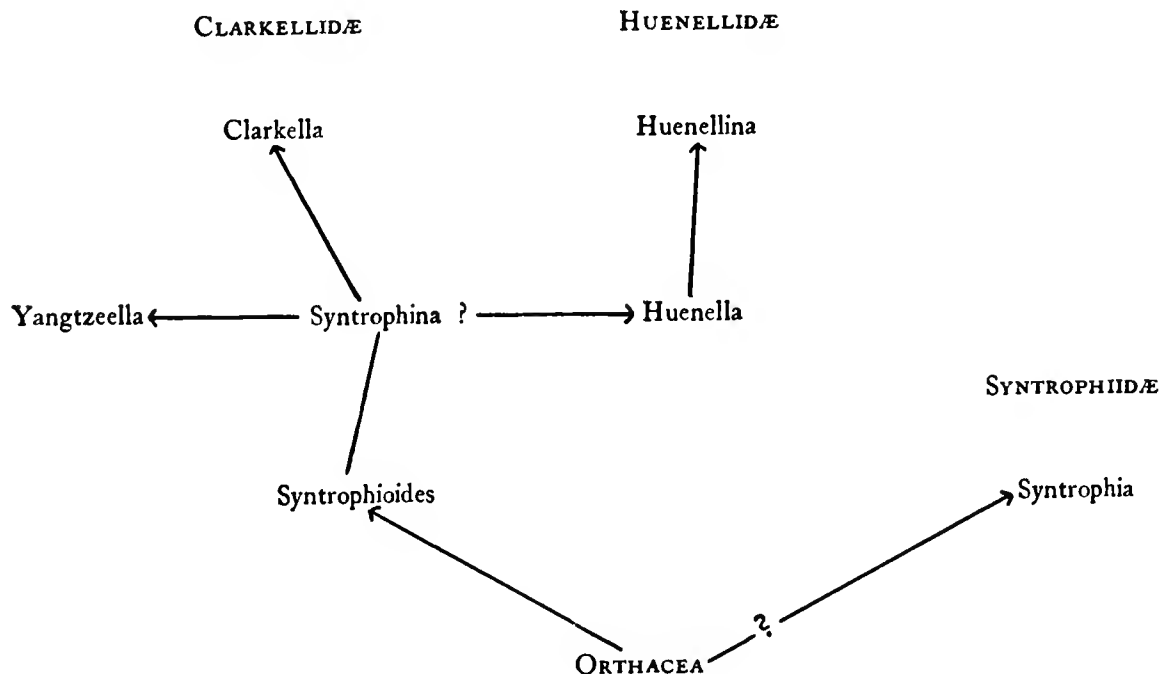 CLARKELLIDÆ HUENELLIDÆ
Clarkella Huenellina
Yangtzeella Syntrophina ? Huenella
SYNTROPHIIDÆ
Syntrophioides Syntrophia
?
ORTHACEA